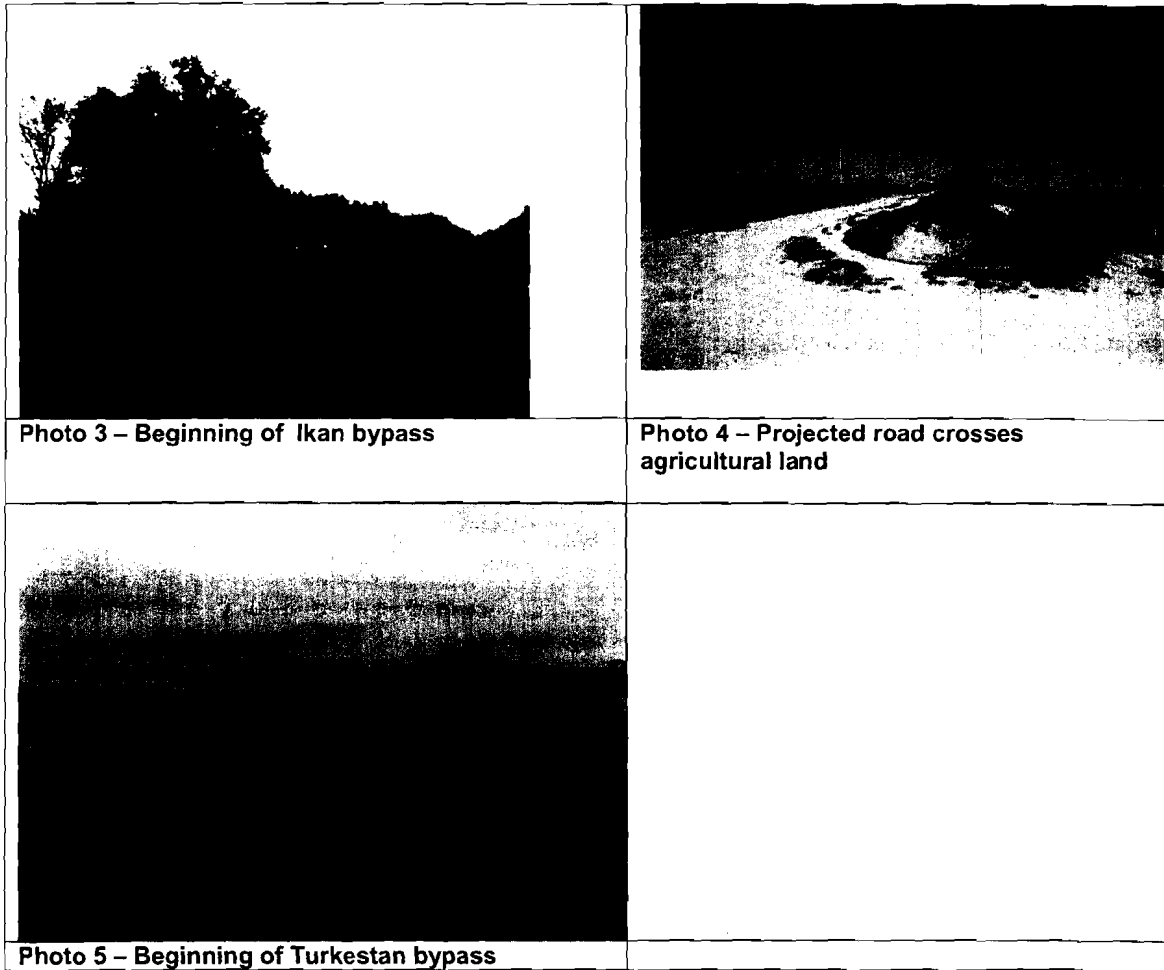 Photo 3 – Beginning of Ikan bypass
Photo 4 – Projected road crosses
agricultural land
Photo 5 – Beginning of Turkestan bypass